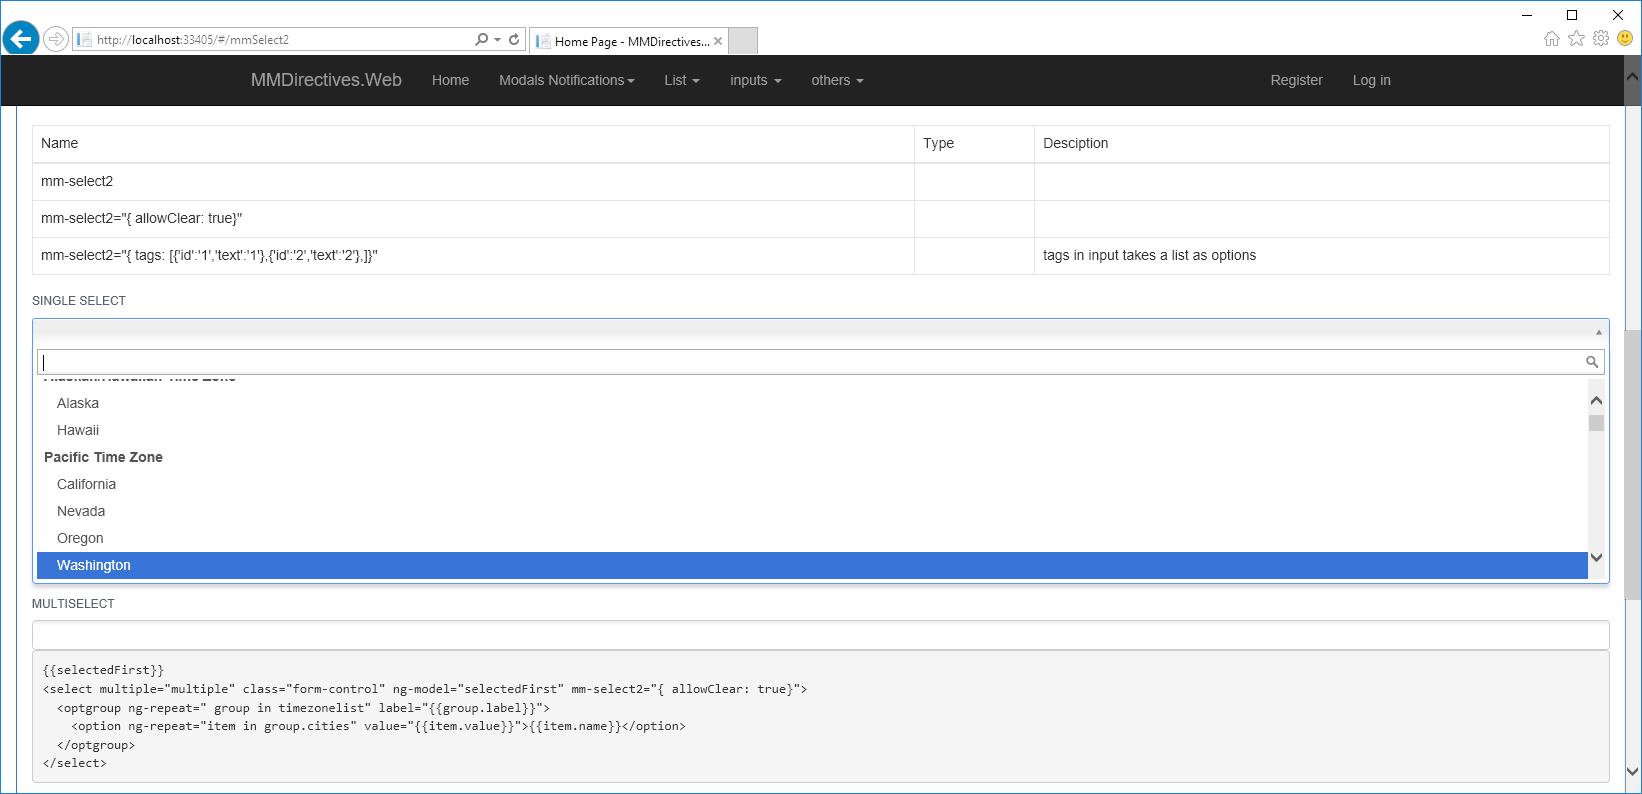 http://localhost:33405/#/mmSelect2
Home Page - MMDirectives...
MMDirectives.Web Home Modals Notifications List inputs others Register Log in
Name Type Desciption
mm-select2
mm-select2="{ allowClear: true}"
mm-select2="{ tags: [{'id':'1','text':'1'},{'id':'2','text':'2'},]}" tags in input takes a list as options
SINGLE SELECT
Alaskan/Hawaiian Time Zone
Alaska
Hawaii
Pacific Time Zone
California
Nevada
Oregon
Washington
MULTISELECT
{{selectedFirst}}
<select multiple="multiple" class="form-control" ng-model="selectedFirst" mm-select2="{ allowClear: true}">
  <optgroup ng-repeat=" group in timezonelist" label="{{group.label}}">
    <option ng-repeat="item in group.cities" value="{{item.value}}">{{item.name}}</option>
  </optgroup>
</select>